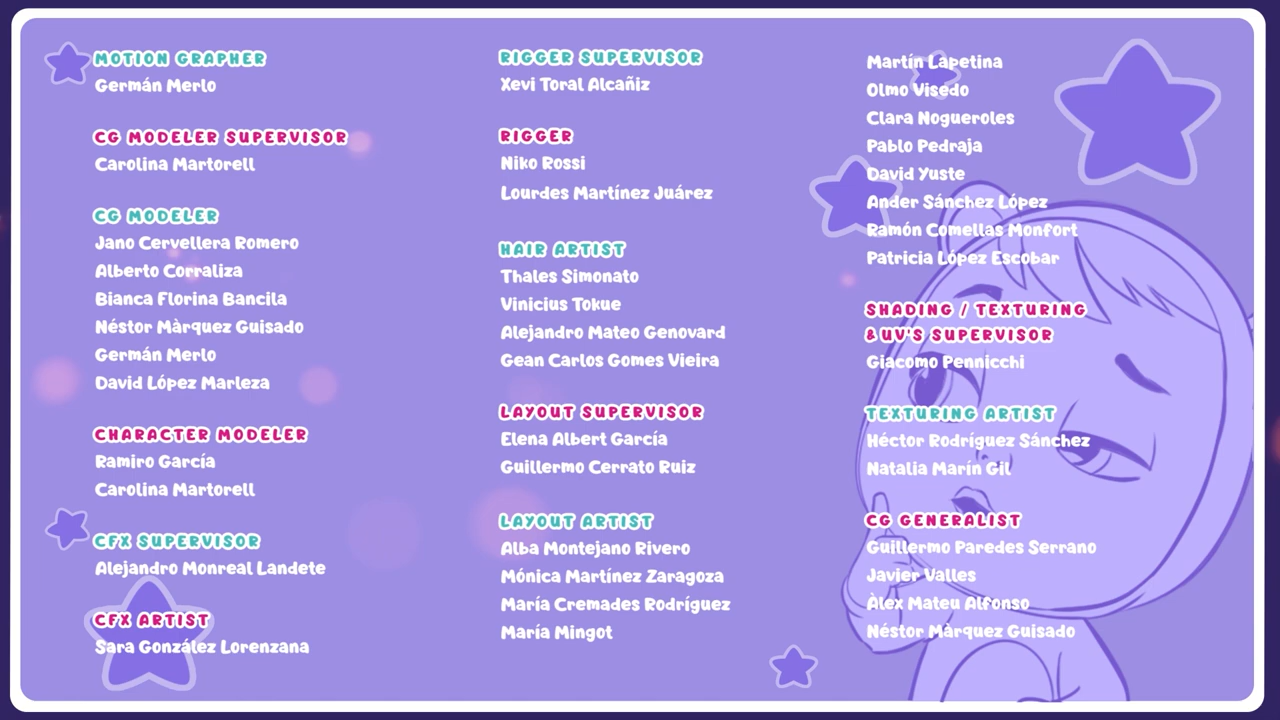 MOTION GRAPHER
Germán Merlo
CG MODELER SUPERVISOR
Carolina Martorell
CG MODELER
Jano Cervellera Romero
Alberto Corraliza
Bianca Florina Bancila
Néstor Màrquez Guisado
Germán Merlo
David López Marleza
CHARACTER MODELER
Ramiro García
Carolina Martorell
CFX SUPERVISOR
Alejandro Monreal Landete
CFX ARTIST
Sara González Lorenzana
RIGGER SUPERVISOR
Xevi Toral Alcañiz
RIGGER
Niko Rossi
Lourdes Martínez Juárez
HAIR ARTIST
Thales Simonato
Vinicius Tokue
Alejandro Mateo Genovard
Gean Carlos Gomes Vieira
LAYOUT SUPERVISOR
Elena Albert García
Guillermo Cerrato Ruiz
LAYOUT ARTIST
Alba Montejano Rivero
Mónica Martínez Zaragoza
María Cremades Rodríguez
María Mingot
Martín Lapetina
Olmo Visedo
Clara Nogueroles
Pablo Pedraja
David Yuste
Ander Sánchez López
Ramón Comellas Monfort
Patricia López Escobar
SHADING / TEXTURING
& UV'S SUPERVISOR
Giacomo Pennicchi
TEXTURING ARTIST
Héctor Rodríguez Sánchez
Natalia Marín Gil
CG GENERALIST
Guillermo Paredes Serrano
Javier Valles
Àlex Mateu Alfonso
Néstor Màrquez Guisado